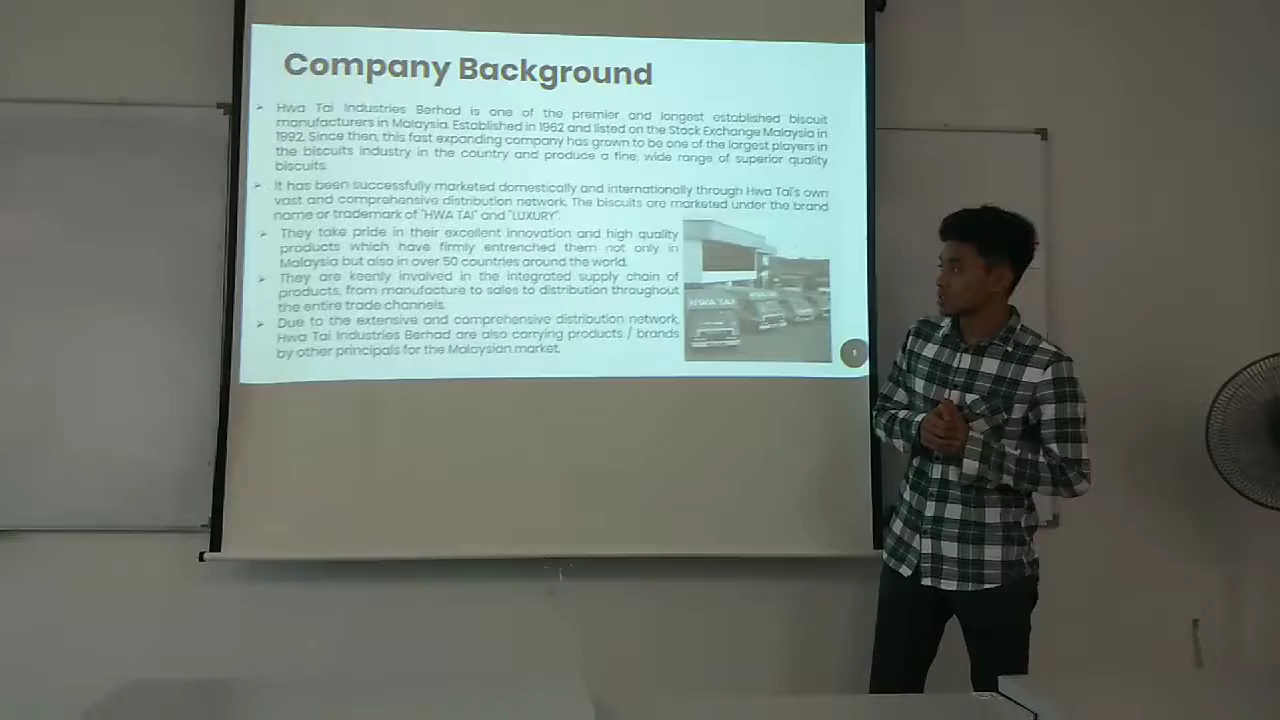 Company Background
Hwa Tai Industries Berhad is one of the premier and longest established biscuit
manufacturers in Malaysia. Established in 1962 and listed on the Stock Exchange Malaysia in
1992. Since then, this fast expanding company has grown to be one of the largest players in
the biscuits industry in the country and produce a fine, wide range of superior quality
biscuits.
It has been successfully marketed domestically and internationally through Hwa Tai's own
vast and comprehensive distribution network. The biscuits are marketed under the brand
name or trademark of "HWA TAI" and "LUXURY".
They take pride in their excellent innovation and high quality
products which have firmly entrenched them not only in
Malaysia but also in over 50 countries around the world.
They are keenly involved in the integrated supply chain of
products, from manufacture to sales to distribution throughout
the entire trade channels.
Due to the extensive and comprehensive distribution network,
Hwa Tai Industries Berhad are also carrying products / brands
by other principals for the Malaysian market.
HWA TAI